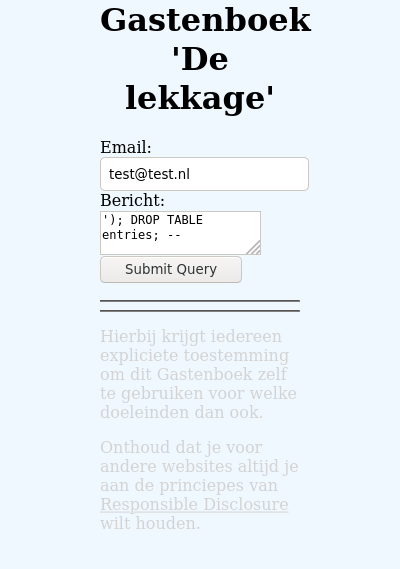 Gastenboek
'De
lekkage'
Email:
test@test.nl
Bericht:
'); DROP TABLE
entries; --
Submit Query
Hierbij krijgt iedereen
expliciete toestemming
om dit Gastenboek zelf
te gebruiken voor welke
doeleinden dan ook.
Onthoud dat je voor
andere websites altijd je
aan de principes van
Responsible Disclosure
wilt houden.